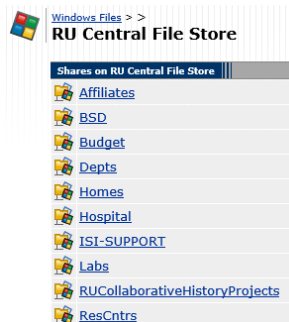 Windows Files > >
RU Central File Store
Shares on RU Central File Store
Affiliates
BSD
Budget
Depts
Homes
Hospital
ISI-SUPPORT
Labs
RUCollaborativeHistoryProjects
ResCntrs